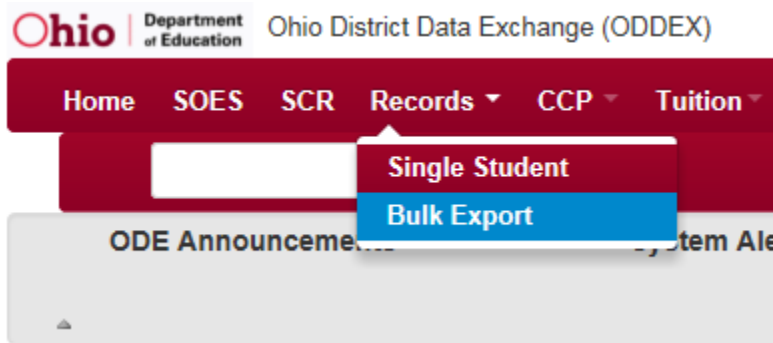 Ohio Department of Education Ohio District Data Exchange (ODDEX)
Home SOES SCR Records CCP Tuition
Single Student
Bulk Export
ODE